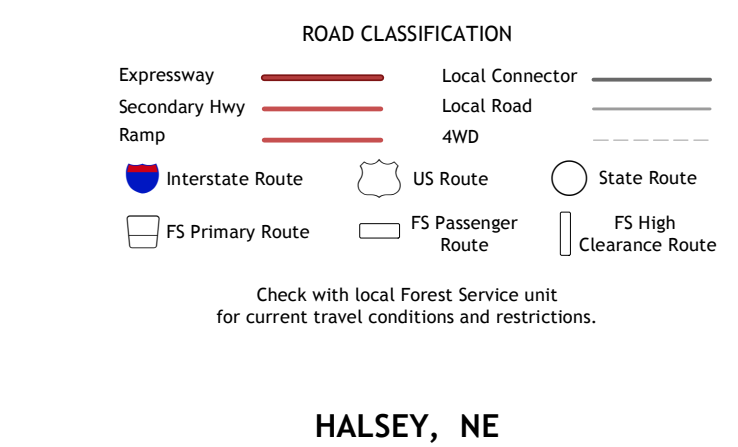 ROAD CLASSIFICATION
Expressway
Local Connector
Secondary Hwy
Local Road
Ramp
4WD
Interstate Route
US Route
State Route
FS Primary Route
FS Passenger
Route
FS High
Clearance Route
Check with local Forest Service unit
for current travel conditions and restrictions.
HALSEY, NE